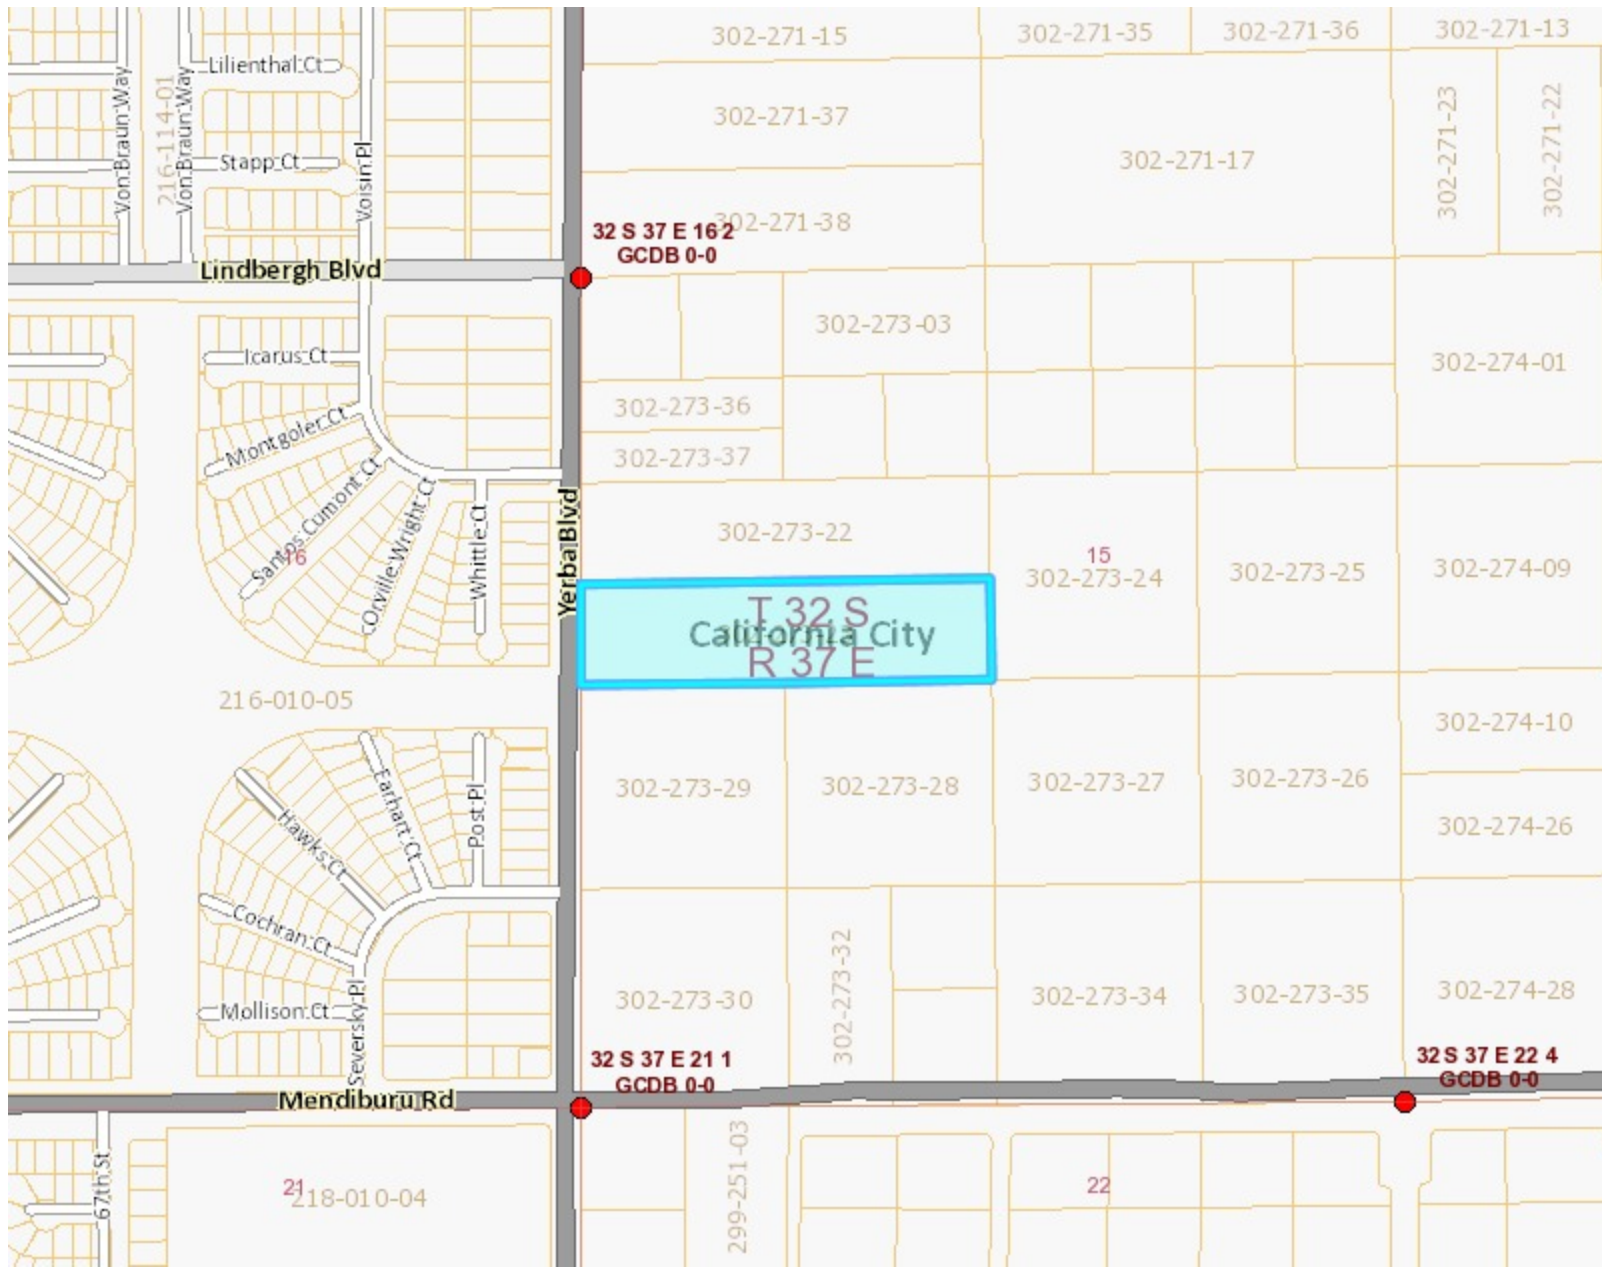 302-271-15
302-271-35
302-271-36
302-271-13
Lilienthal Ct
Von Braun Way
216-114-01
Von Braun Way
Stapp Ct
Voisin Pl
302-271-37
302-271-17
302-271-23
302-271-22
302-271-38
32 S 37 E 16 2
GCDB 0-0
Lindbergh Blvd
302-273-03
Icarus Ct
302-274-01
302-273-36
Montgoler Ct
302-273-37
Santos Cumont Ct
Orville Wright Ct
Whittle Ct
Yerba Blvd
302-273-22
16
15
302-273-24
302-273-25
302-274-09
T 32 S
California City
R 37 E
216-010-05
302-274-10
302-273-29
302-273-28
302-273-27
302-273-26
302-274-26
Earhart Ct
Post Pl
Hawks Ct
Cochran Ct
302-273-30
302-273-32
302-273-34
302-273-35
302-274-28
Mollison Ct
Seversky Pl
32 S 37 E 21 1
GCDB 0-0
32 S 37 E 22 4
GCDB 0-0
Mendiburu Rd
67th St
21
218-010-04
299-251-03
22